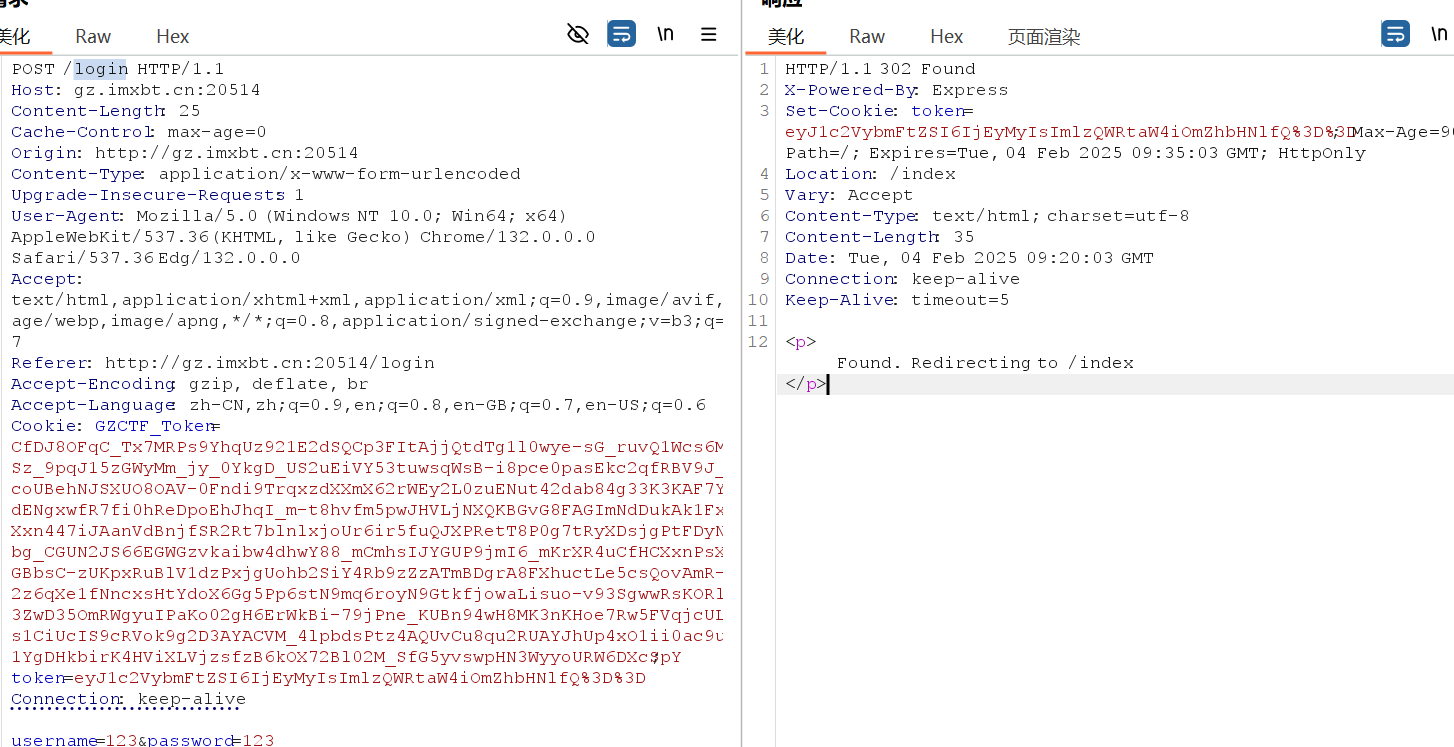 美化 Raw Hex \n
POST /login HTTP/1.1
Host: gz.imxbt.cn:20514
Content-Length: 25
Cache-Control: max-age=0
Origin: http://gz.imxbt.cn:20514
Content-Type: application/x-www-form-urlencoded
Upgrade-Insecure-Requests: 1
User-Agent: Mozilla/5.0 (Windows NT 10.0; Win64; x64)
AppleWebKit/537.36 (KHTML, like Gecko) Chrome/132.0.0.0
Safari/537.36 Edg/132.0.0.0
Accept:
text/html,application/xhtml+xml,application/xml;q=0.9,image/avif,
age/webp,image/apng,*/*;q=0.8,application/signed-exchange;v=b3;q=
7
Referer: http://gz.imxbt.cn:20514/login
Accept-Encoding: gzip, deflate, br
Accept-Language: zh-CN,zh;q=0.9,en;q=0.8,en-GB;q=0.7,en-US;q=0.6
Cookie: GZCTF_Token=
CfDJ8OFqC_Tx7MRPs9YhqUz921E2dSQCp3FItAjjQtdTg1l0wye-sG_ruvQ1Wcs6M
Sz_9pqJ15zGWyMm_jy_0YkgD_US2uEiVY53tuwsqWsB-i8pce0pasEkc2qfRBV9J_
coUBehNJSXUO8OAV-0Fndi9TrqxzdXXmX62rWEy2L0zuENut42dab84g33K3KAF7Y
dENgxwfR7fi0hReDpoEhJhqI_m-t8hvfm5pwJHVLjNXQKBGvG8FAGImNdDukAk1Fx
Xxn447iJAanVdBnjfSR2Rt7blnlxjoUr6ir5fuQJXPRetT8P0g7tRyXDsjgPtFDyN
bg_CGUN2JS66EGWGzvkaibw4dhwY88_mCmhsIJYGUP9jmI6_mKrXR4uCfHCXxnPsX
GBbsC-zUKpxRuBlV1dzPxjgUohb2SiY4Rb9zZzATmBDgrA8FXhuctLe5csQovAmR-
2z6qXe1fNncxsHtYdoX6Gg5Pp6stN9mq6royN9Gtkfjowa​Lisuo-v93SgwwRsKOR1
3ZwD35OmRWgyuIPaKo02gH6ErWkBi-79jPne_KUBn94wH8MK3nKHoe7Rw5FVqjcUL
s1CiUcIS9cRVok9g2D3AYACVM_4lpbdsPtz4AQUvCu8qu2RUAYJhUp4xO1ii0ac9u
1YgDHkbirK4HViXLVjzsfzB6kOX72Bl02M_SfG5yvswpHN3WyyoURW6DXcSpY;
token=eyJ1c2VybmFtZSI6IjEyMyIsImlzQWRtaW4iOmZhbHNlfQ%3D%3D
Connection: keep-alive
username=123&password=123
响应
美化 Raw Hex 页面渲染 \n
1 HTTP/1.1 302 Found
2 X-Powered-By: Express
3 Set-Cookie: token=
eyJ1c2VybmFtZSI6IjEyMyIsImlzQWRtaW4iOmZhbHNlfQ%3D%3D; Max-Age=90
Path=/; Expires=Tue, 04 Feb 2025 09:35:03 GMT; HttpOnly
4 Location: /index
5 Vary: Accept
6 Content-Type: text/html; charset=utf-8
7 Content-Length: 35
8 Date: Tue, 04 Feb 2025 09:20:03 GMT
9 Connection: keep-alive
10 Keep-Alive: timeout=5
11
12 <p>
Found. Redirecting to /index
</p>